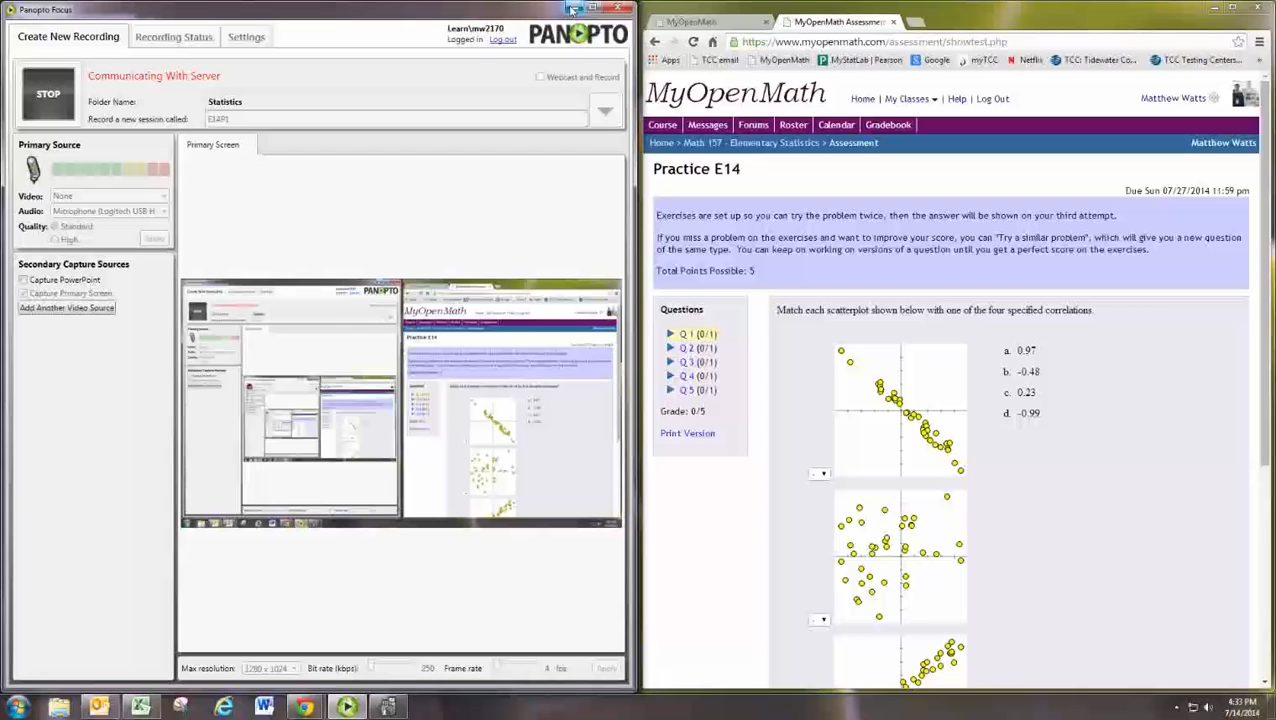 Panopto Focus
Create New Recording
Recording Status
Settings
Learn\mw2170
Logged in Log out
PANOPTO
STOP
Communicating With Server
Webcast and Record
Folder Name: Statistics
Record a new session called: E14P1
Primary Source
Video: None
Audio: Microphone (Logitech USB H
Quality: Standard
High
Secondary Capture Sources
Capture PowerPoint
Capture Primary Screen
Add Another Video Source
Primary Screen
Max resolution: 1280 x 1024 Bit rate (kbps): 250 Frame rate 4 fps
MyOpenMath
MyOpenMath Assessment
https://www.myopenmath.com/assessment/showtest.php
Apps TCC email MyOpenMath MyStatLab | Pearson Google myTCC Netflix TCC: Tidewater Co... TCC Testing Centers...
MyOpenMath
Home | My Classes | Help | Log Out
Matthew Watts
Course Messages Forums Roster Calendar Gradebook
Home > Math 157 - Elementary Statistics > Assessment
Matthew Watts
Practice E14
Due Sun 07/27/2014 11:59 pm
Exercises are set up so you can try the problem twice, then the answer will be shown on your third attempt.
If you miss a problem on the exercises and want to improve your score, you can "Try a similar problem", which will give you a new question
of the same type. You can keep on working on versions of a question until you get a perfect score on the exercises.
Total Points Possible: 5
Questions
Q 1 (0/1)
Q 2 (0/1)
Q 3 (0/1)
Q 4 (0/1)
Q 5 (0/1)
Grade: 0/5
Print Version
Match each scatterplot shown below with one of the four specified correlations.
a. 0.97
b. -0.48
c. 0.23
d. -0.99
4:33 PM
7/14/2014